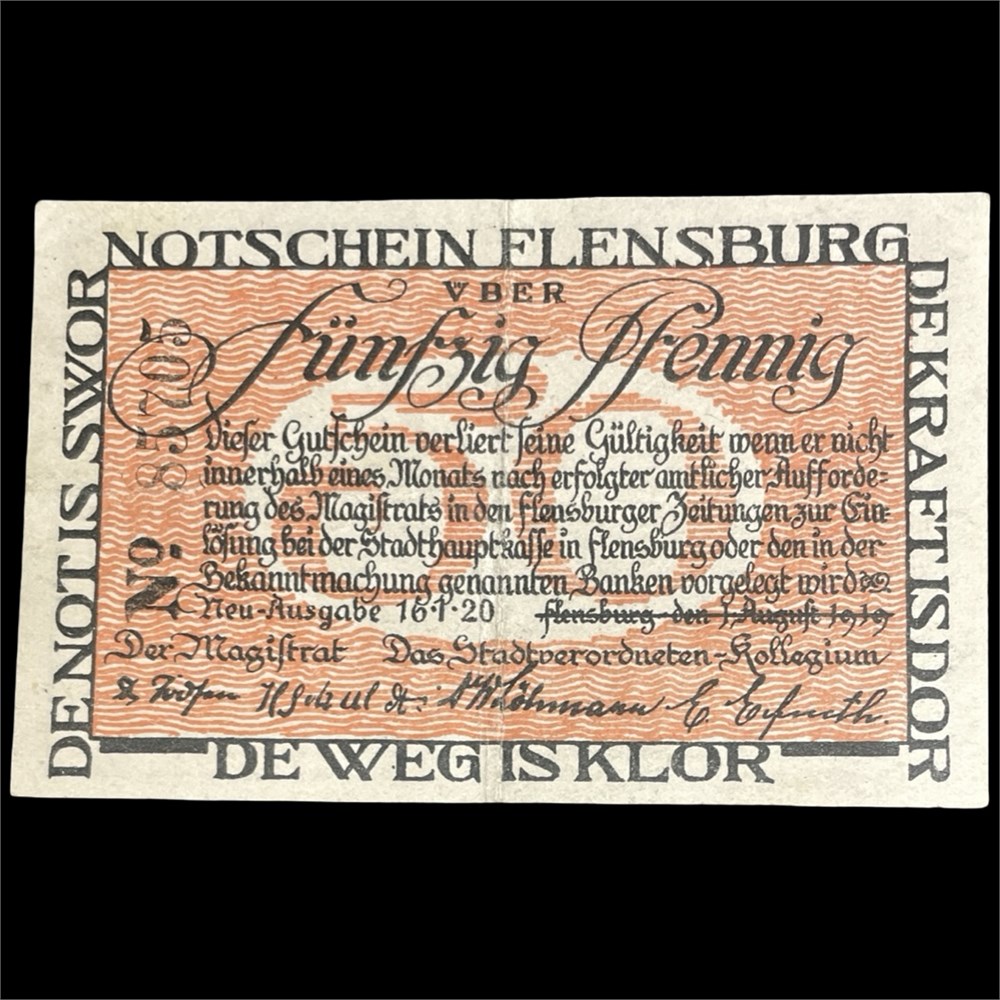 NOTSCHEIN FLENSBURG
DE NOT IS SWOR
DE KRAFT IS DOR
VBER
Fünfzig Pfennig
No. 83705
50
Dieser Gutschein verliert seine Gültigkeit wenn er nicht
innerhalb eines Monats nach erfolgter amtlicher Aufforde-
rung des Magistrats in den Flensburger Zeitungen zur Ein-
lösung bei der Stadthauptkasse in Flensburg oder den in der
Bekanntmachung genannten Banken vorgelegt wird
Neu-Ausgabe 16·1·20 Flensburg den 1. August 1919
Der Magistrat Das Stadtverordneten-Kollegium
DE WEG IS KLOR